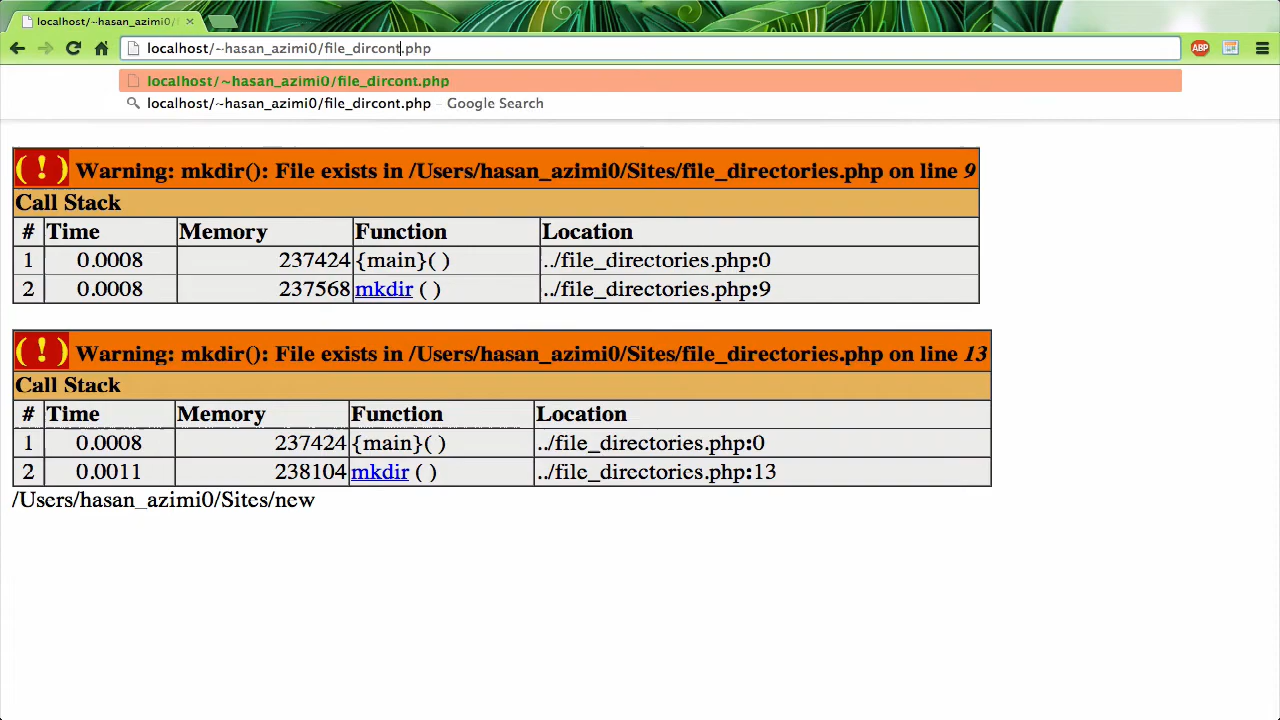 localhost/~hasan_azimi0/f
localhost/~hasan_azimi0/file_dircont.php
ABP
localhost/~hasan_azimi0/file_dircont.php
localhost/~hasan_azimi0/file_dircont.php – Google Search
( ! ) Warning: mkdir(): File exists in /Users/hasan_azimi0/Sites/file_directories.php on line 9
Call Stack
# Time Memory Function Location
1 0.0008 237424 {main}( ) ../file_directories.php:0
2 0.0008 237568 mkdir ( ) ../file_directories.php:9
( ! ) Warning: mkdir(): File exists in /Users/hasan_azimi0/Sites/file_directories.php on line 13
Call Stack
# Time Memory Function Location
1 0.0008 237424 {main}( ) ../file_directories.php:0
2 0.0011 238104 mkdir ( ) ../file_directories.php:13
/Users/hasan_azimi0/Sites/new